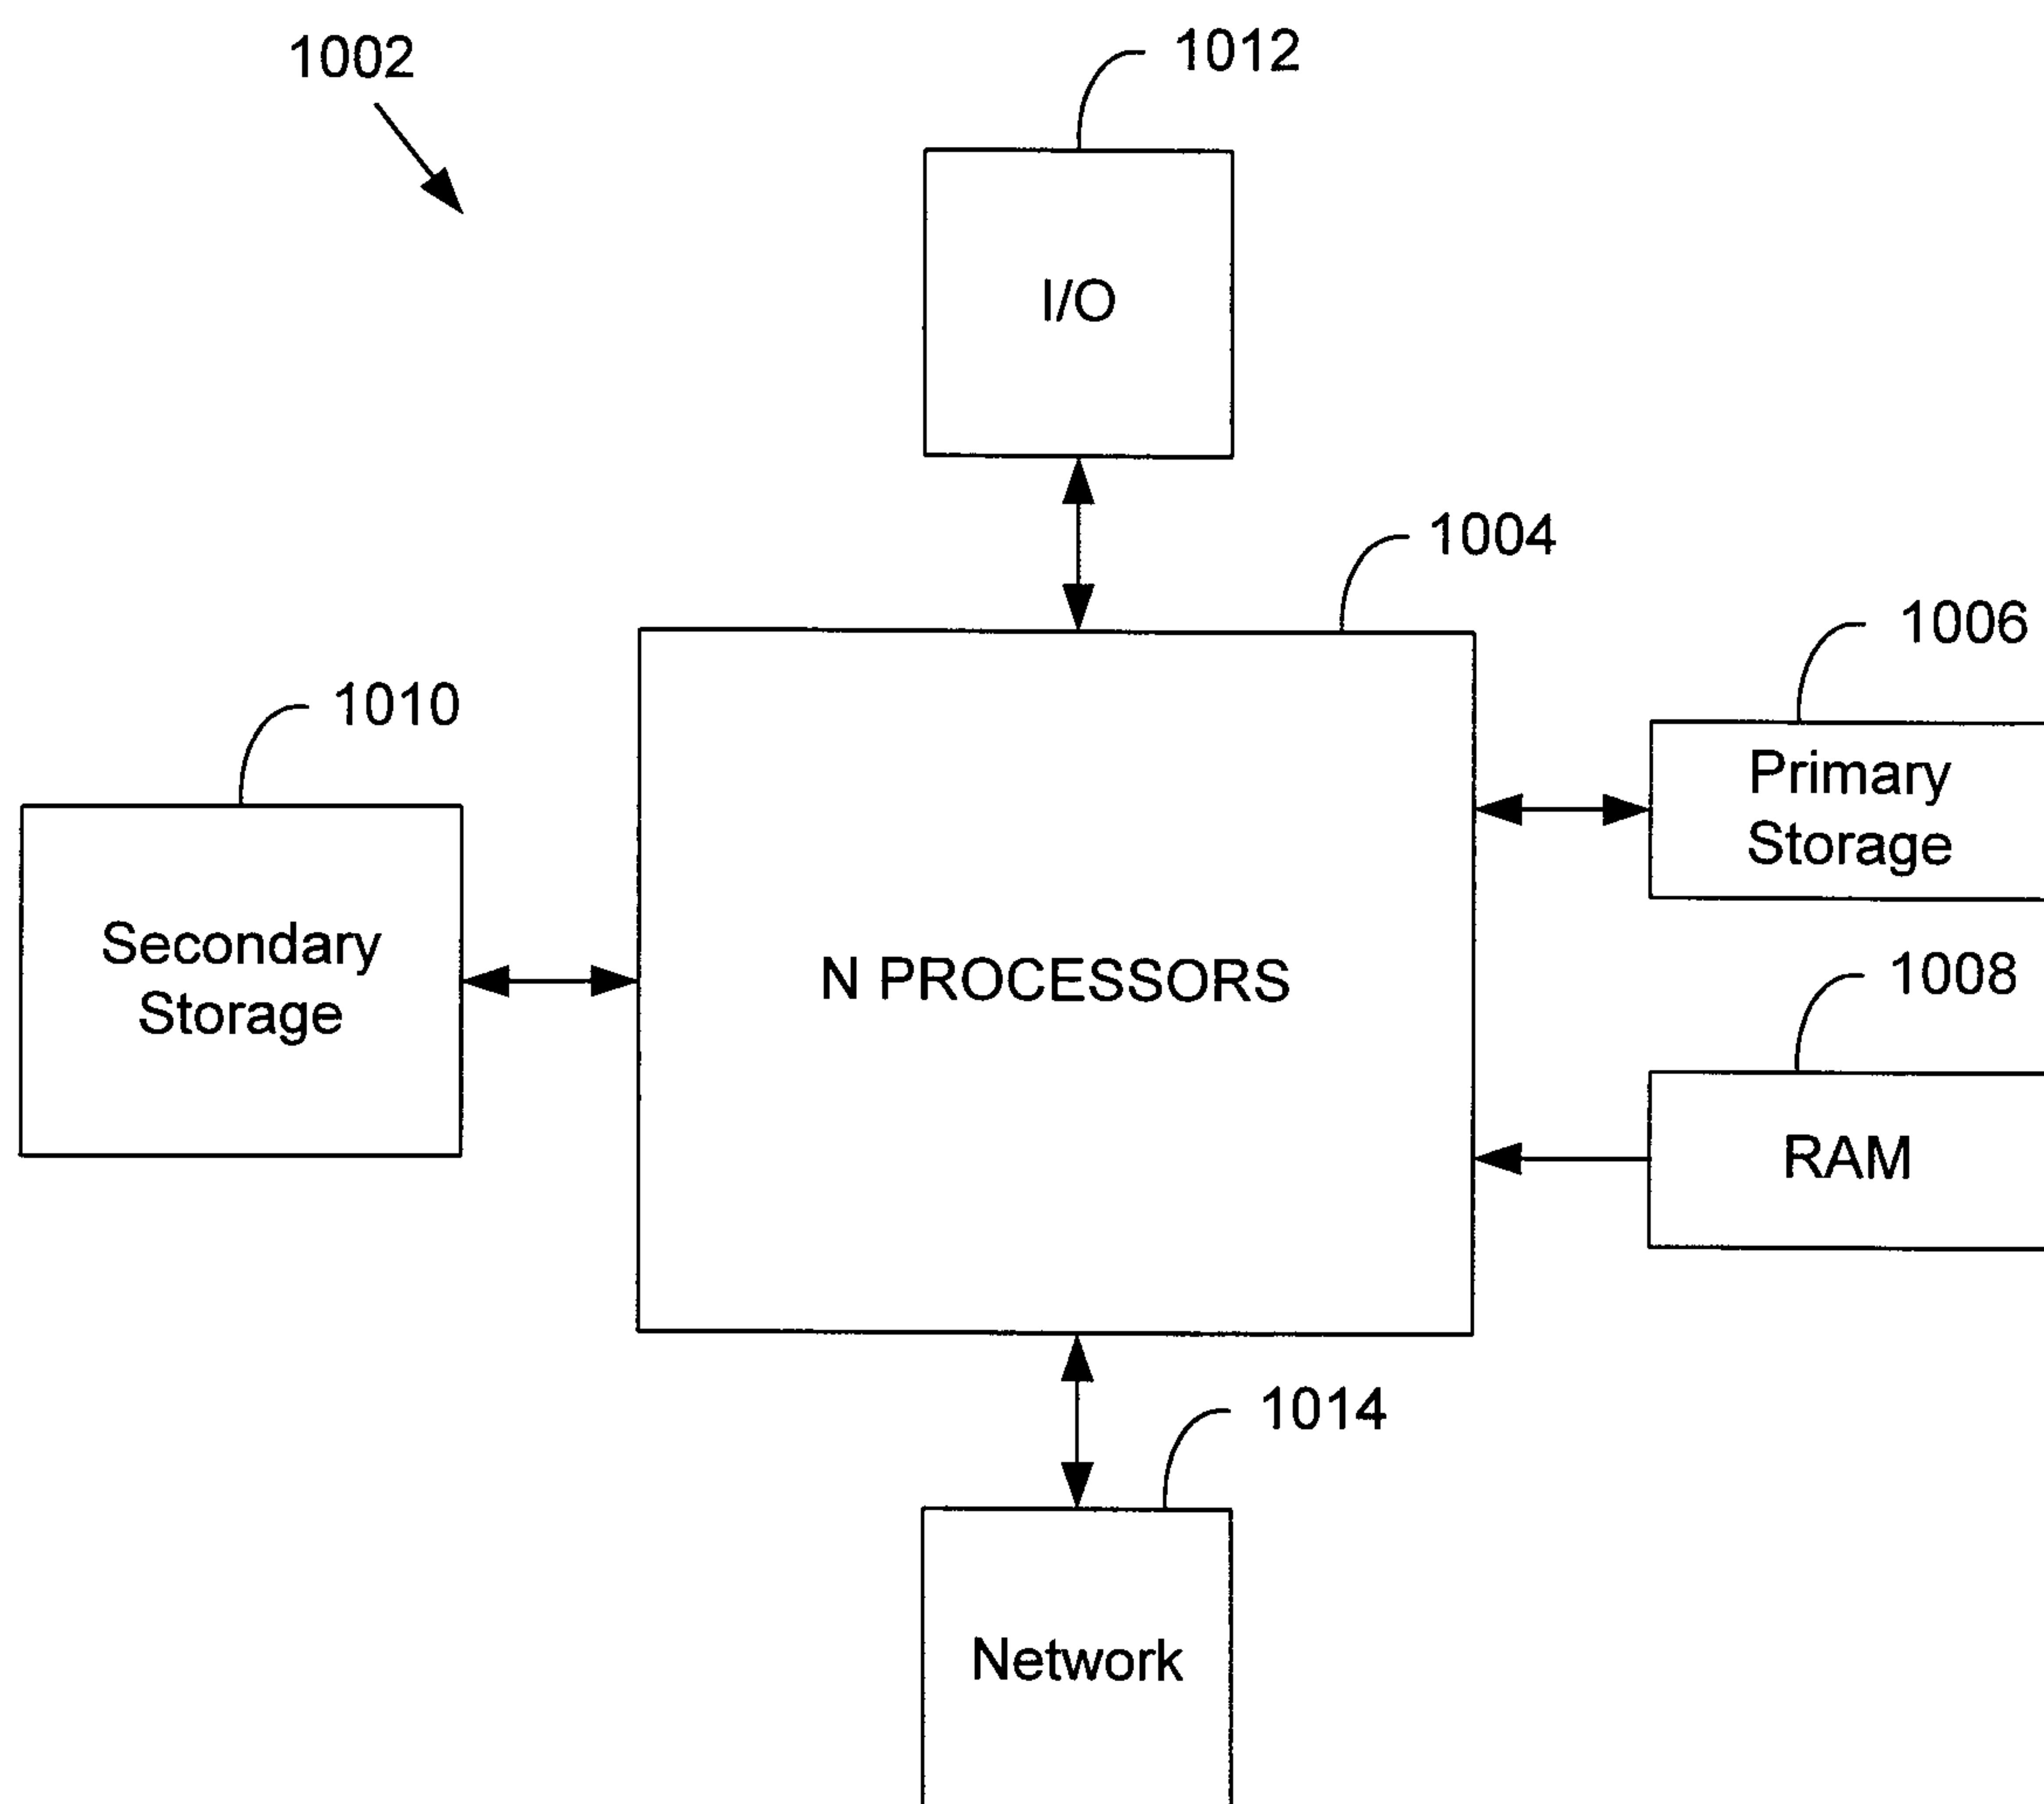 1002
1012
I/O
1004
1006
Primary
Storage
1010
Secondary
Storage
N PROCESSORS
1008
RAM
1014
Network